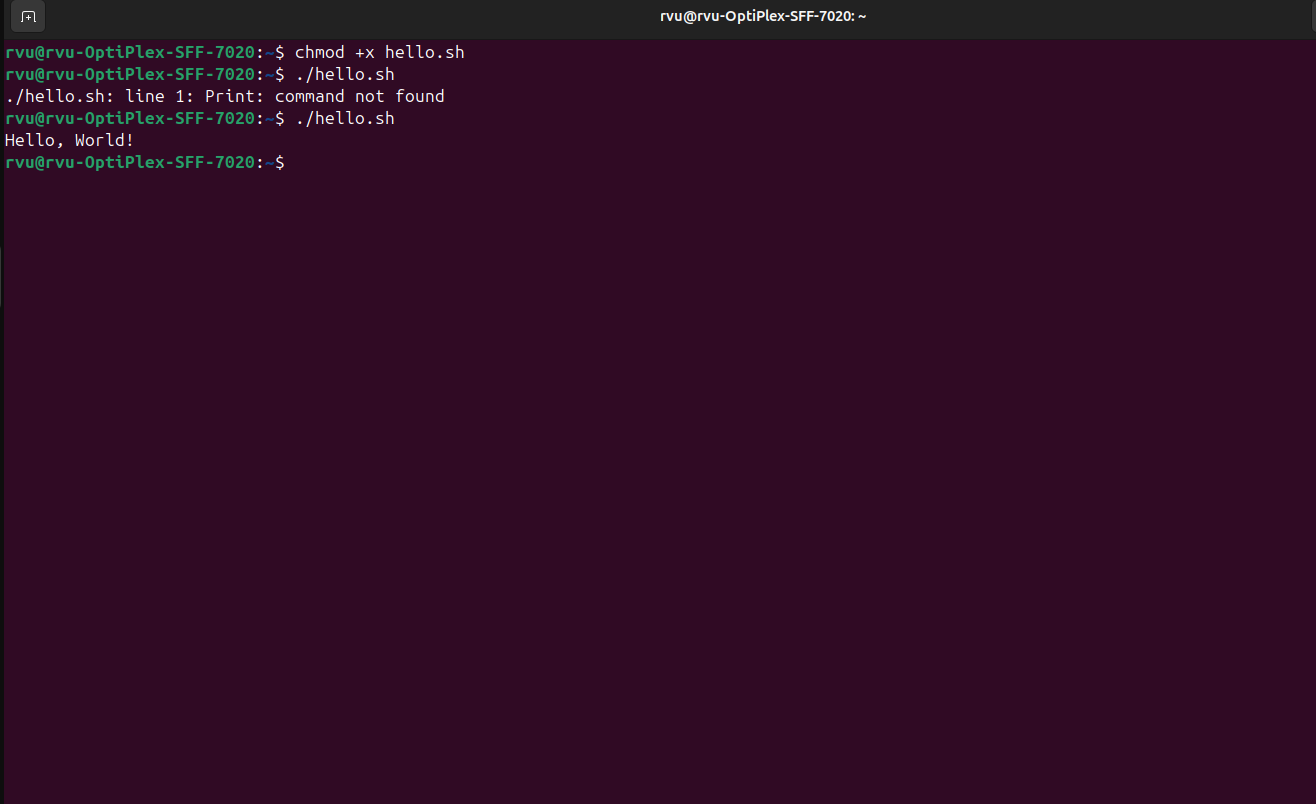 rvu@rvu-OptiPlex-SFF-7020: ~
rvu@rvu-OptiPlex-SFF-7020:~$ chmod +x hello.sh
rvu@rvu-OptiPlex-SFF-7020:~$ ./hello.sh
./hello.sh: line 1: Print: command not found
rvu@rvu-OptiPlex-SFF-7020:~$ ./hello.sh
Hello, World!
rvu@rvu-OptiPlex-SFF-7020:~$